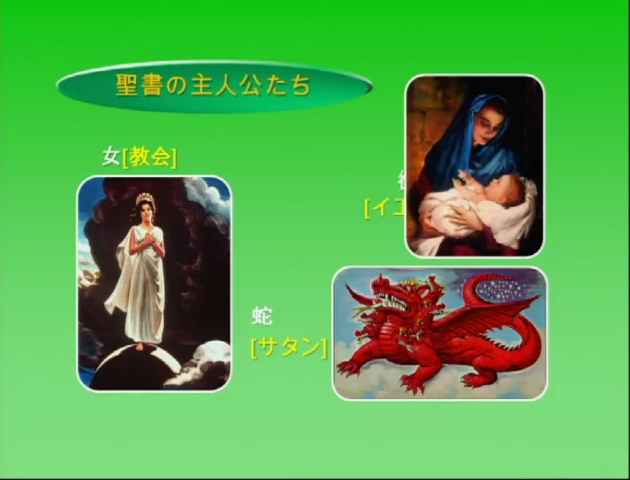 聖書の主人公たち
女[教会]
[イエ
蛇
[サタン]